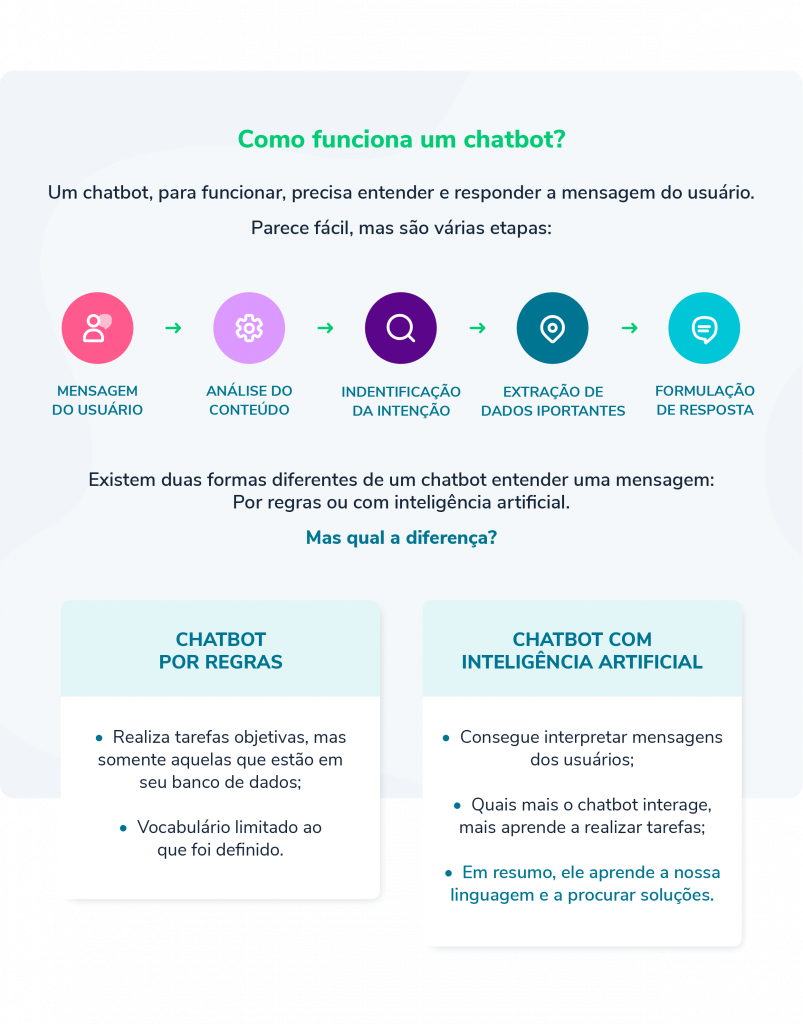 Como funciona um chatbot?
Um chatbot, para funcionar, precisa entender e responder a mensagem do usuário.
Parece fácil, mas são várias etapas:
MENSAGEM
DO USUÁRIO
ANÁLISE DO
CONTEÚDO
INDENTIFICAÇÃO
DA INTENÇÃO
EXTRAÇÃO DE
DADOS IPORTANTES
FORMULAÇÃO
DE RESPOSTA
Existem duas formas diferentes de um chatbot entender uma mensagem:
Por regras ou com inteligência artificial.
Mas qual a diferença?
CHATBOT
POR REGRAS
• Realiza tarefas objetivas, mas
somente aquelas que estão em
seu banco de dados;
• Vocabulário limitado ao
que foi definido.
CHATBOT COM
INTELIGÊNCIA ARTIFICIAL
• Consegue interpretar mensagens
dos usuários;
• Quais mais o chatbot interage,
mais aprende a realizar tarefas;
• Em resumo, ele aprende a nossa
linguagem e a procurar soluções.